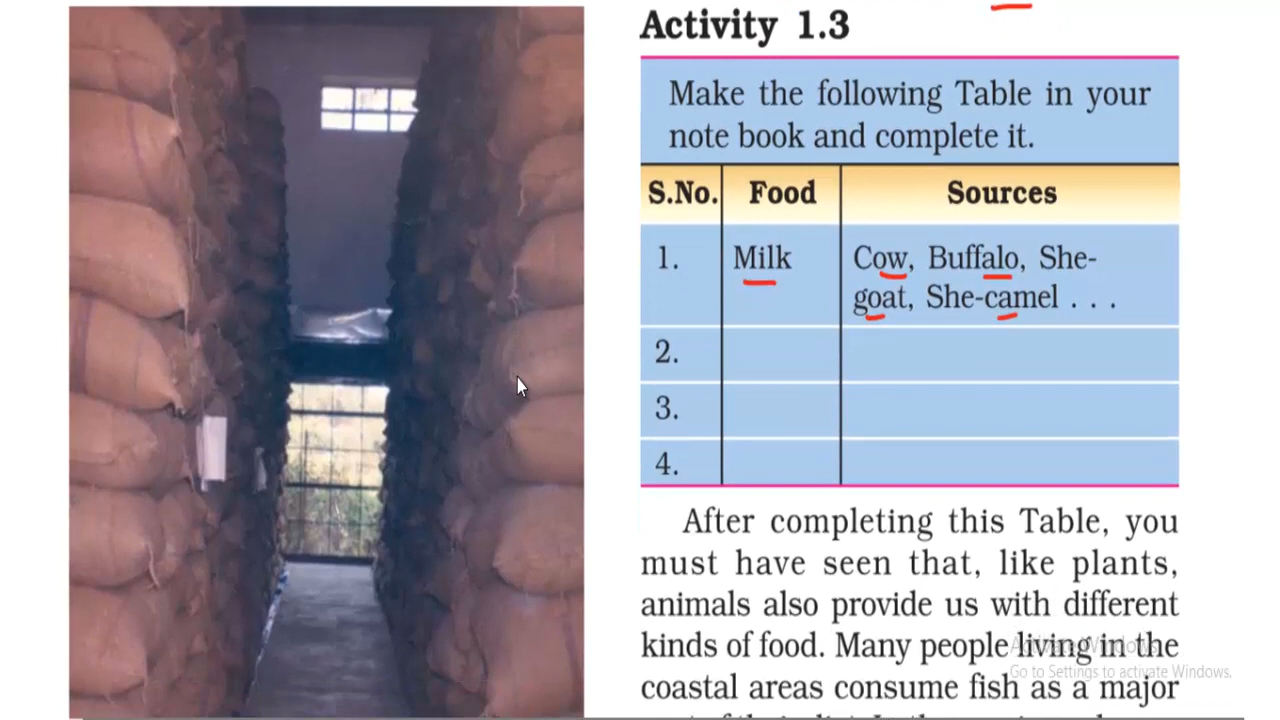 Activity 1.3
Make the following Table in your
note book and complete it.
S.No. Food Sources
1. Milk Cow, Buffalo, She-
goat, She-camel . . .
2.
3.
4.
After completing this Table, you
must have seen that, like plants,
animals also provide us with different
kinds of food. Many people living in the
coastal areas consume fish as a major
Activate Windows
Go to Settings to activate Windows.